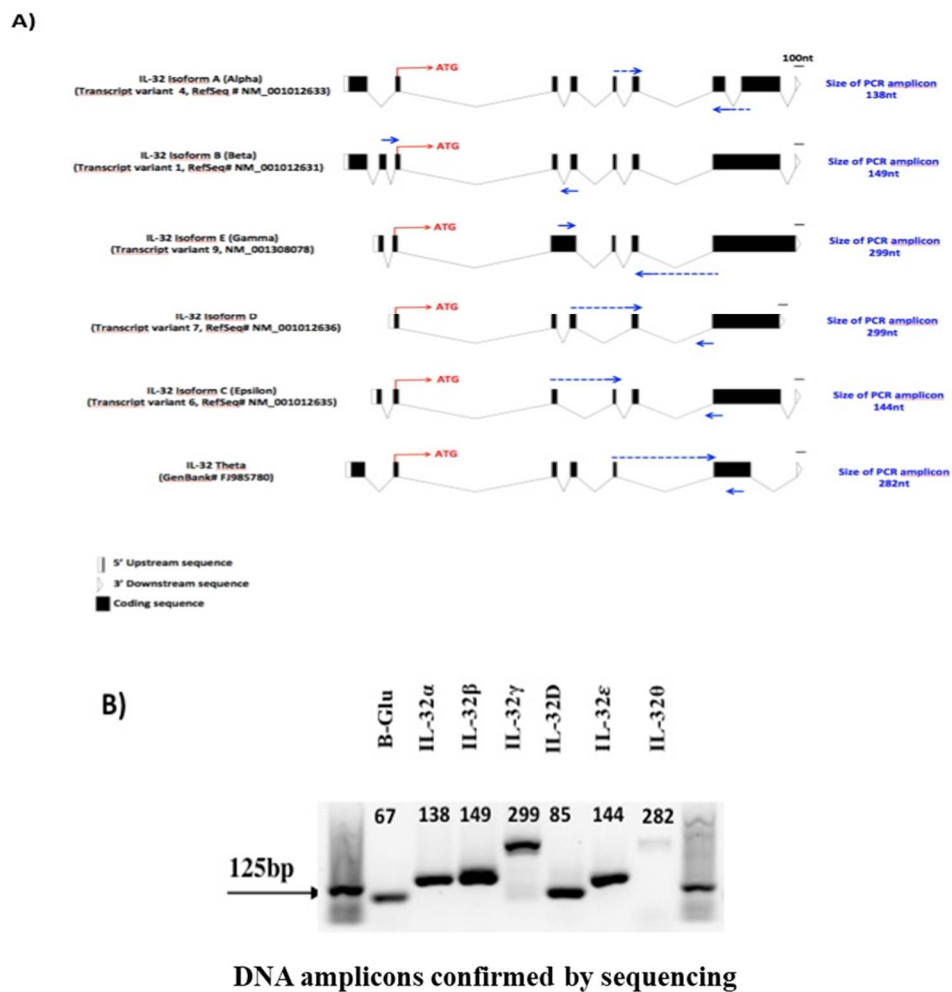 A)
100nt
IL-32 Isoform A (Alpha)
(Transcript variant 4, RefSeq # NM_001012633)
ATG
Size of PCR amplicon
138nt
IL-32 Isoform B (Beta)
(Transcript variant 1, RefSeq# NM_001012631)
ATG
Size of PCR amplicon
149nt
IL-32 Isoform E (Gamma)
(Transcript variant 9, NM_001308078)
ATG
Size of PCR amplicon
299nt
IL-32 Isoform D
(Transcript variant 7, RefSeq# NM_001012636)
ATG
Size of PCR amplicon
299nt
IL-32 Isoform C (Epsilon)
(Transcript variant 6, RefSeq# NM_001012635)
ATG
Size of PCR amplicon
144nt
IL-32 Theta
(GenBank# FJ985780)
ATG
Size of PCR amplicon
282nt
5' Upstream sequence
3' Downstream sequence
Coding sequence
B)
B-Glu
IL-32α
IL-32β
IL-32γ
IL-32D
IL-32ε
IL-32θ
67 138 149 299 85 144 282
125bp
DNA amplicons confirmed by sequencing